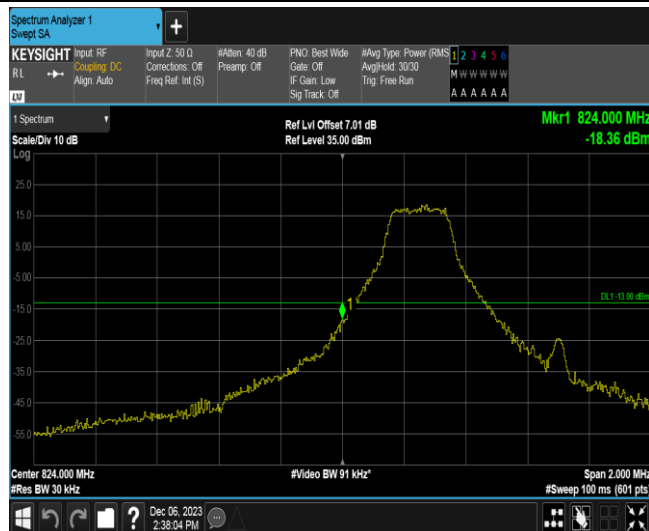 Spectrum Analyzer 1
Swept SA
+
KEYSIGHT
RL
Input: RF
Coupling: DC
Align: Auto
Input Z: 50 Ω
Corrections: Off
Freq Ref: Int (S)
#Atten: 40 dB
Preamp: Off
PNO: Best Wide
Gate: Off
IF Gain: Low
Sig Track: Off
#Avg Type: Power (RMS
Avg|Hold: 30/30
Trig: Free Run
1 2 3 4 5 6
M W W W W W
A A A A A A
1 Spectrum
Scale/Div 10 dB
Log
Ref Lvl Offset 7.01 dB
Ref Level 35.00 dBm
Mkr1 824.000 MHz
-18.36 dBm
25.0
15.0
5.00
-5.00
DL1 -13.00 dBm
1
-15.0
-25.0
-35.0
-45.0
-55.0
Center 824.000 MHz
#Video BW 91 kHz*
Span 2.000 MHz
#Res BW 30 kHz
#Sweep 100 ms (601 pts)
?
Dec 06, 2023
2:38:04 PM